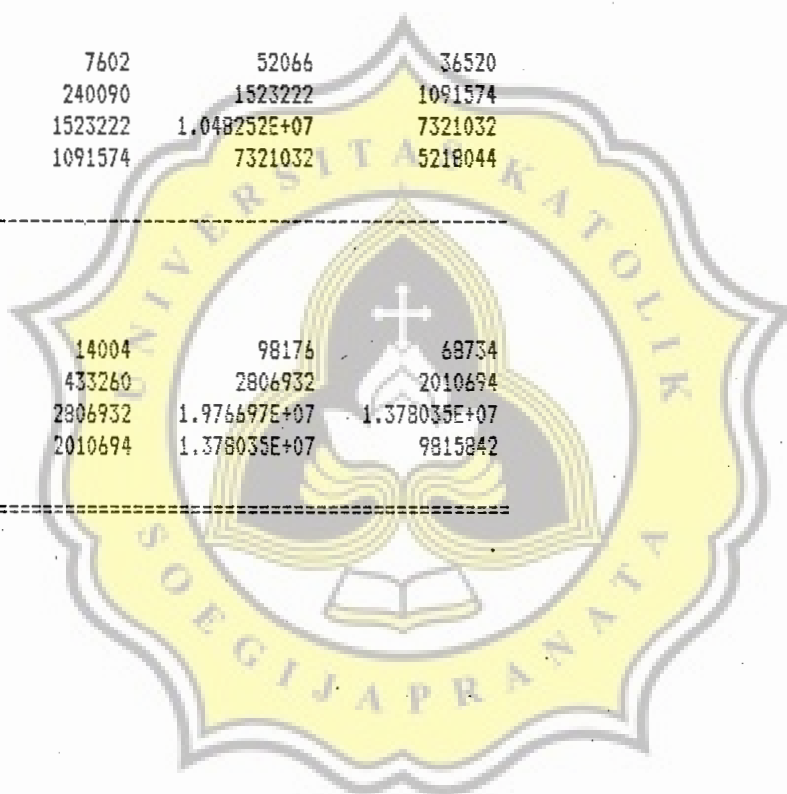 7602 52066 36520
240090 1523222 1091574
1523222 1.048252E+07 7321032
1091574 7321032 5218044
--------------------------------------------------
14004 98176 68734
433260 2806932 2010694
2806932 1.976697E+07 1.378035E+07
2010694 1.378035E+07 9815842
==================================================
UNIVERSITAS KATOLIK
SOEGIJAPRANATA